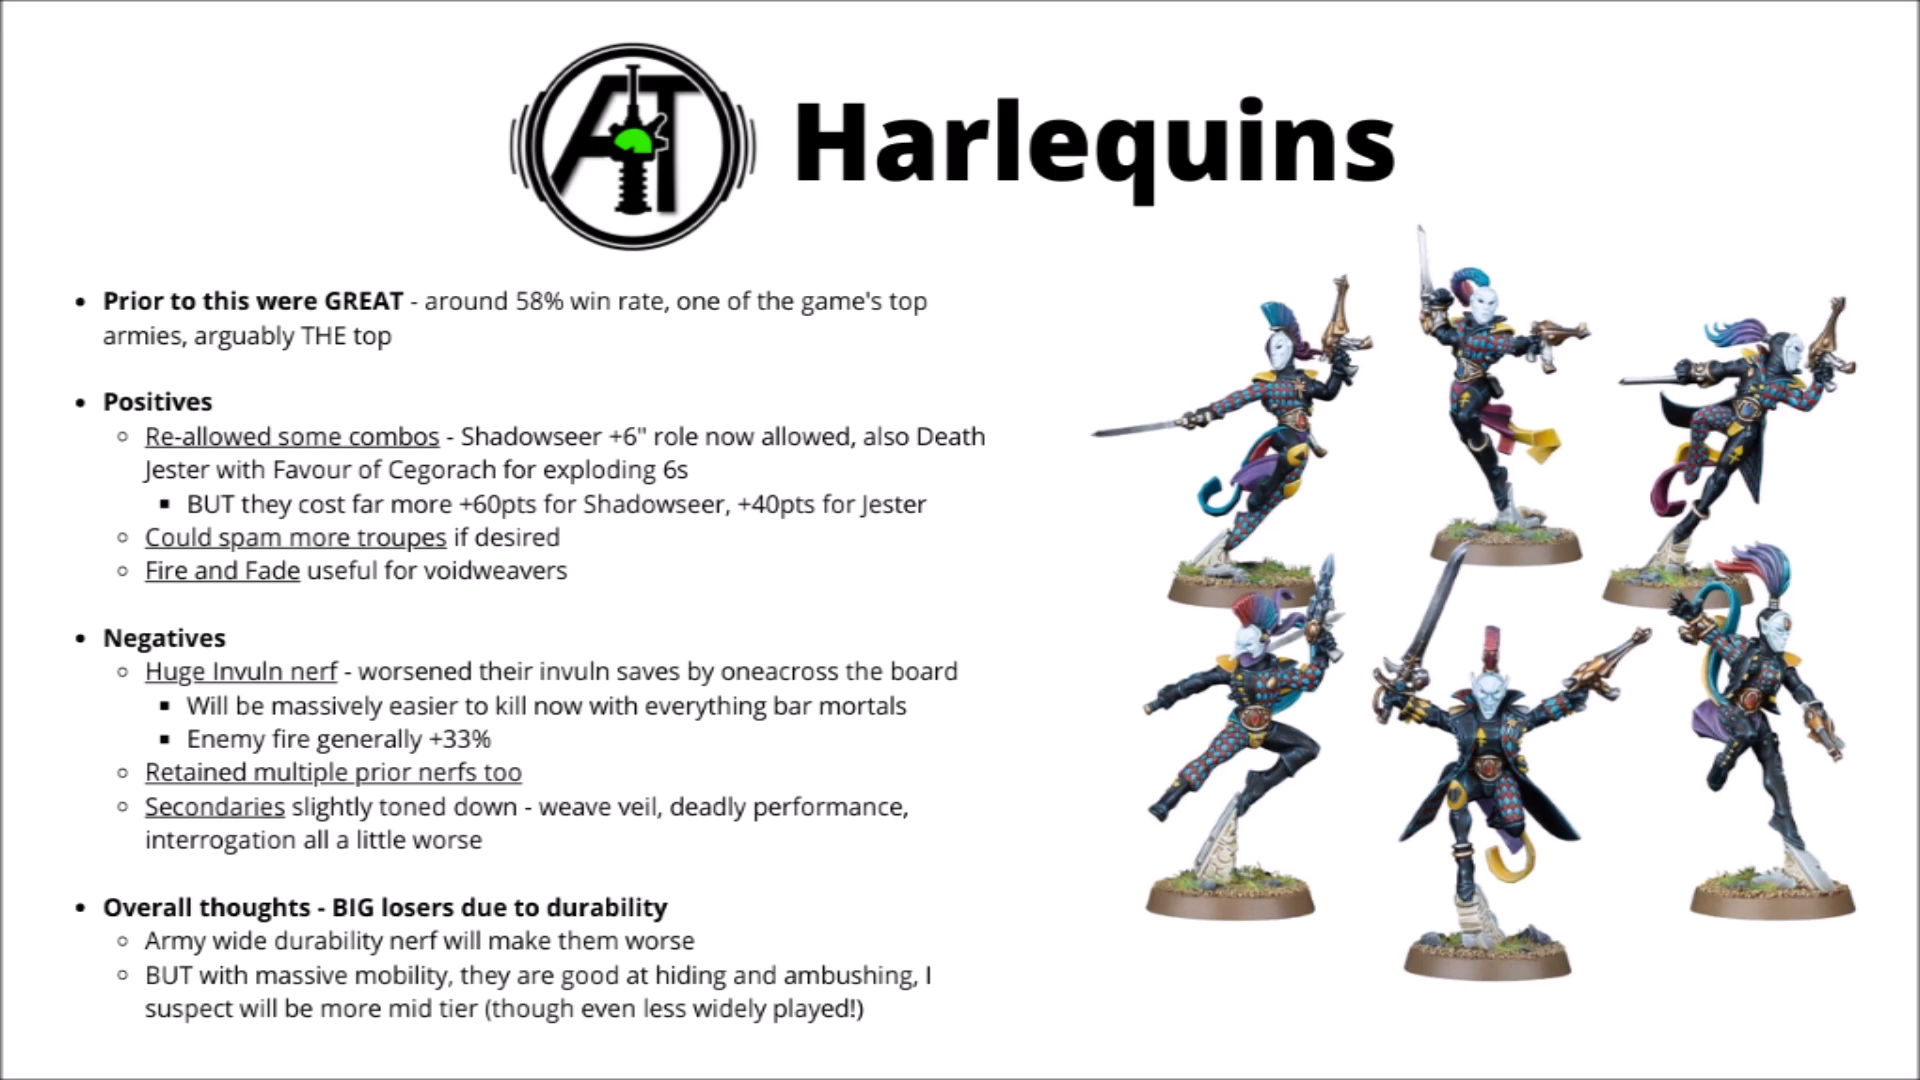 AT
Harlequins
• Prior to this were GREAT - around 58% win rate, one of the game's top
armies, arguably THE top
• Positives
◦ Re-allowed some combos - Shadowseer +6" role now allowed, also Death
Jester with Favour of Cegorach for exploding 6s
▪ BUT they cost far more +60pts for Shadowseer, +40pts for Jester
◦ Could spam more troupes if desired
◦ Fire and Fade useful for voidweavers
• Negatives
◦ Huge Invuln nerf - worsened their invuln saves by oneacross the board
▪ Will be massively easier to kill now with everything bar mortals
▪ Enemy fire generally +33%
◦ Retained multiple prior nerfs too
◦ Secondaries slightly toned down - weave veil, deadly performance,
interrogation all a little worse
• Overall thoughts - BIG losers due to durability
◦ Army wide durability nerf will make them worse
◦ BUT with massive mobility, they are good at hiding and ambushing, I
suspect will be more mid tier (though even less widely played!)